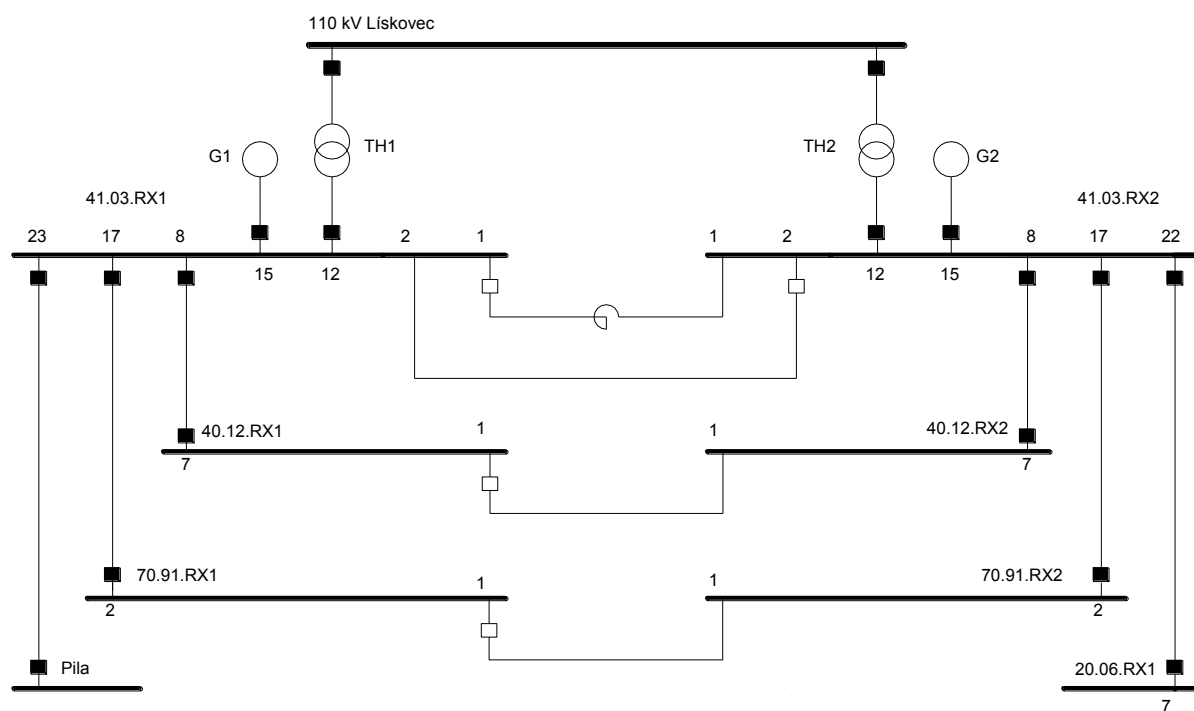 110 kV Lískovec
G1
TH1
TH2
G2
41.03.RX1
41.03.RX2
23
17
8
2
1
1
2
8
17
22
15
12
12
15
40.12.RX1
1
1
40.12.RX2
7
7
70.91.RX1
1
1
70.91.RX2
2
2
Pila
20.06.RX1
7